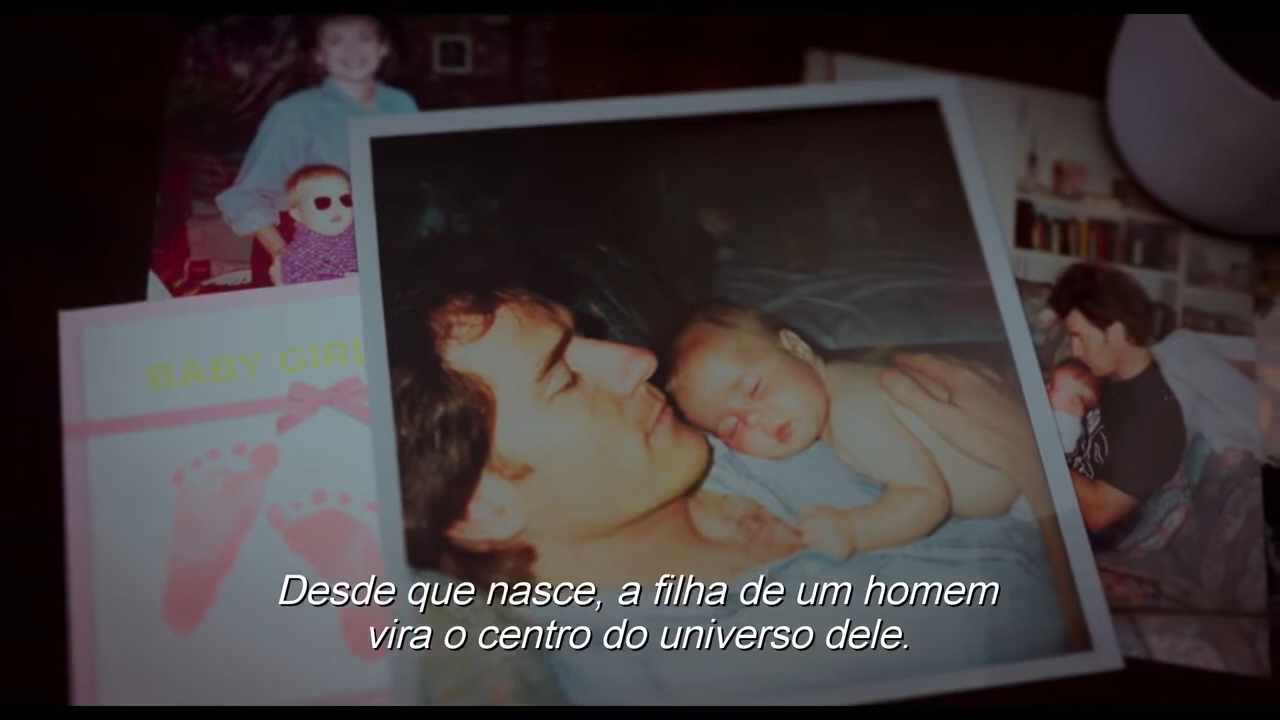 BABY GIRL
Desde que nasce, a filha de um homem
vira o centro do universo dele.